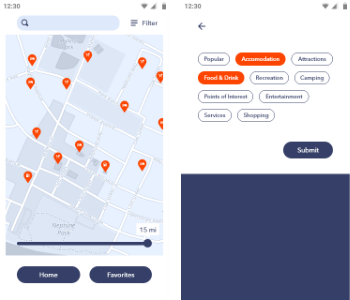 12:30
Filter
Neptune
Park
15 mi
Home
Favorites
12:30
Popular
Accomodation
Attractions
Food & Drink
Recreation
Camping
Points of Interest
Entertainment
Services
Shopping
Submit